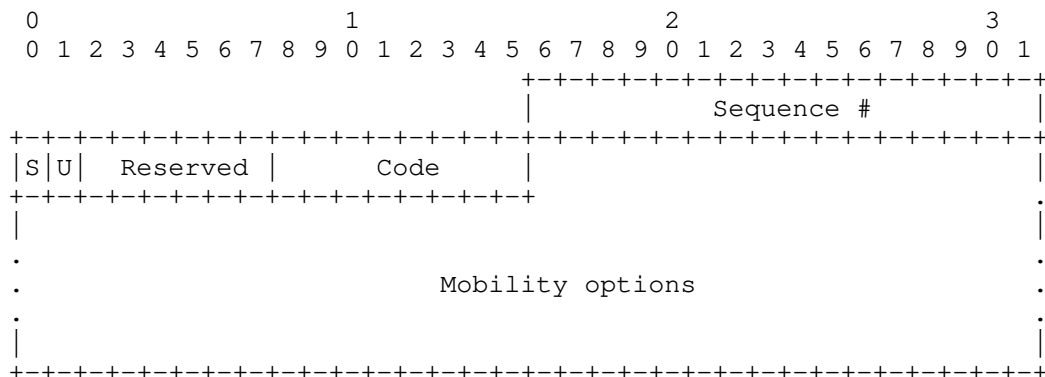 0                   1                   2                   3
 0 1 2 3 4 5 6 7 8 9 0 1 2 3 4 5 6 7 8 9 0 1 2 3 4 5 6 7 8 9 0 1
                                +-+-+-+-+-+-+-+-+-+-+-+-+-+-+-+-+
                                |           Sequence #          |
+-+-+-+-+-+-+-+-+-+-+-+-+-+-+-+-+-+-+-+-+-+-+-+-+-+-+-+-+-+-+-+-+
|S|U|  Reserved |      Code     |                               |
+-+-+-+-+-+-+-+-+-+-+-+-+-+-+-+-+                               .
|                                                               |
.                                                               .
.                          Mobility options                     .
.                                                               .
|                                                               |
+-+-+-+-+-+-+-+-+-+-+-+-+-+-+-+-+-+-+-+-+-+-+-+-+-+-+-+-+-+-+-+-+